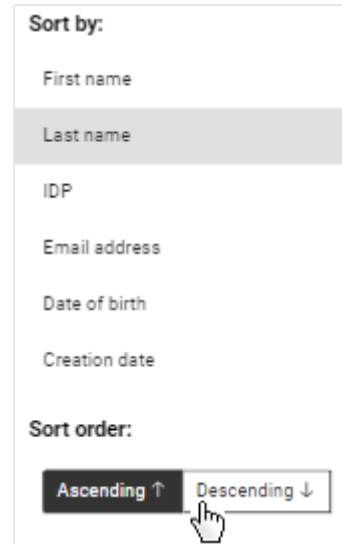 Sort by:
First name
Last name
IDP
Email address
Date of birth
Creation date
Sort order:
Ascending ↑ Descending ↓